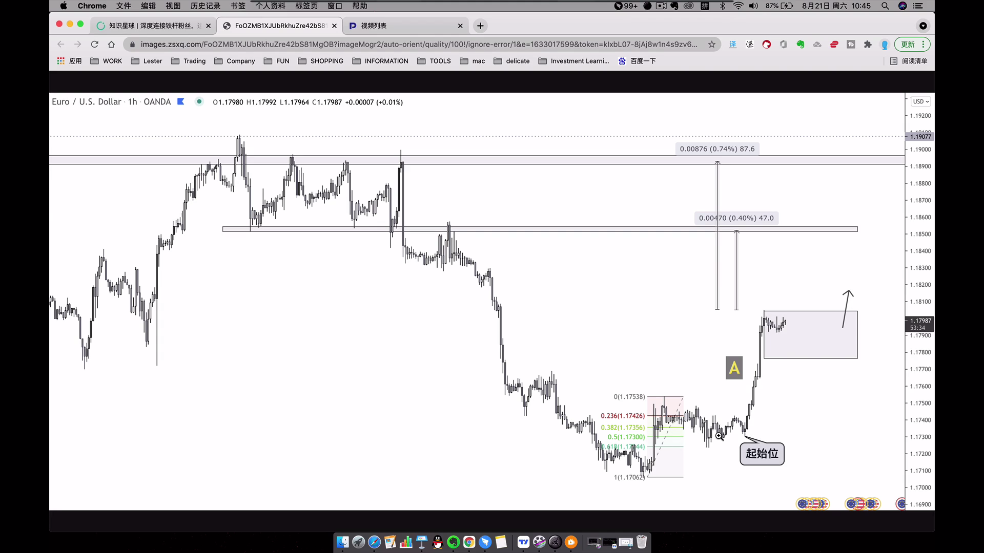 Chrome 文件 编辑 视图 历史记录 书签 个人资料 标签页 窗口 帮助
99+ 87% 8月21日周六 10:45
知识星球 | 深度连接铁杆粉丝, FoOZMB1XJUbRkhuZre42bS8 视频列表
images.zsxq.com/FoOZMB1XJUbRkhuZre42bS1MgOB?imageMogr2/auto-orient/quality/100!/ignore-error/1&e=1633017599&token=kIxbL07-8jAj8w1n4s9zv6... 更新
应用 WORK Lester Trading Company FUN SHOPPING INFORMATION TOOLS mac delicate Investment Learni... 百度一下 阅读清单
Euro / U.S. Dollar · 1h · OANDA O1.17980 H1.17992 L1.17964 C1.17987 +0.00007 (+0.01%)
USD
1.19200
1.19077
1.19000
1.18900
1.18800
1.18700
1.18600
1.18500
1.18400
1.18300
1.18200
1.18100
1.17987
53:34
1.17900
1.17800
1.17700
1.17600
1.17500
1.17400
1.17300
1.17200
1.17100
1.17000
1.16900
0.00876 (0.74%) 87.6
0.00470 (0.40%) 47.0
A
0(1.17538)
0.236(1.17426)
0.382(1.17356)
0.5(1.17300)
1(1.17062)
起始位